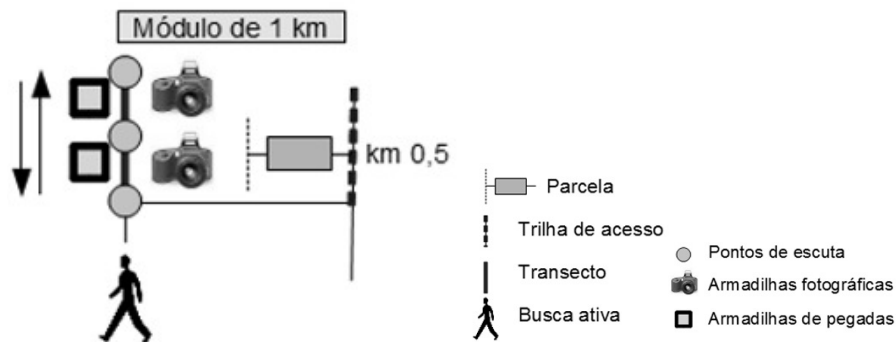 Módulo de 1 km
km 0,5
Parcela
Trilha de acesso
Transecto
Busca ativa
Pontos de escuta
Armadilhas fotográficas
Armadilhas de pegadas